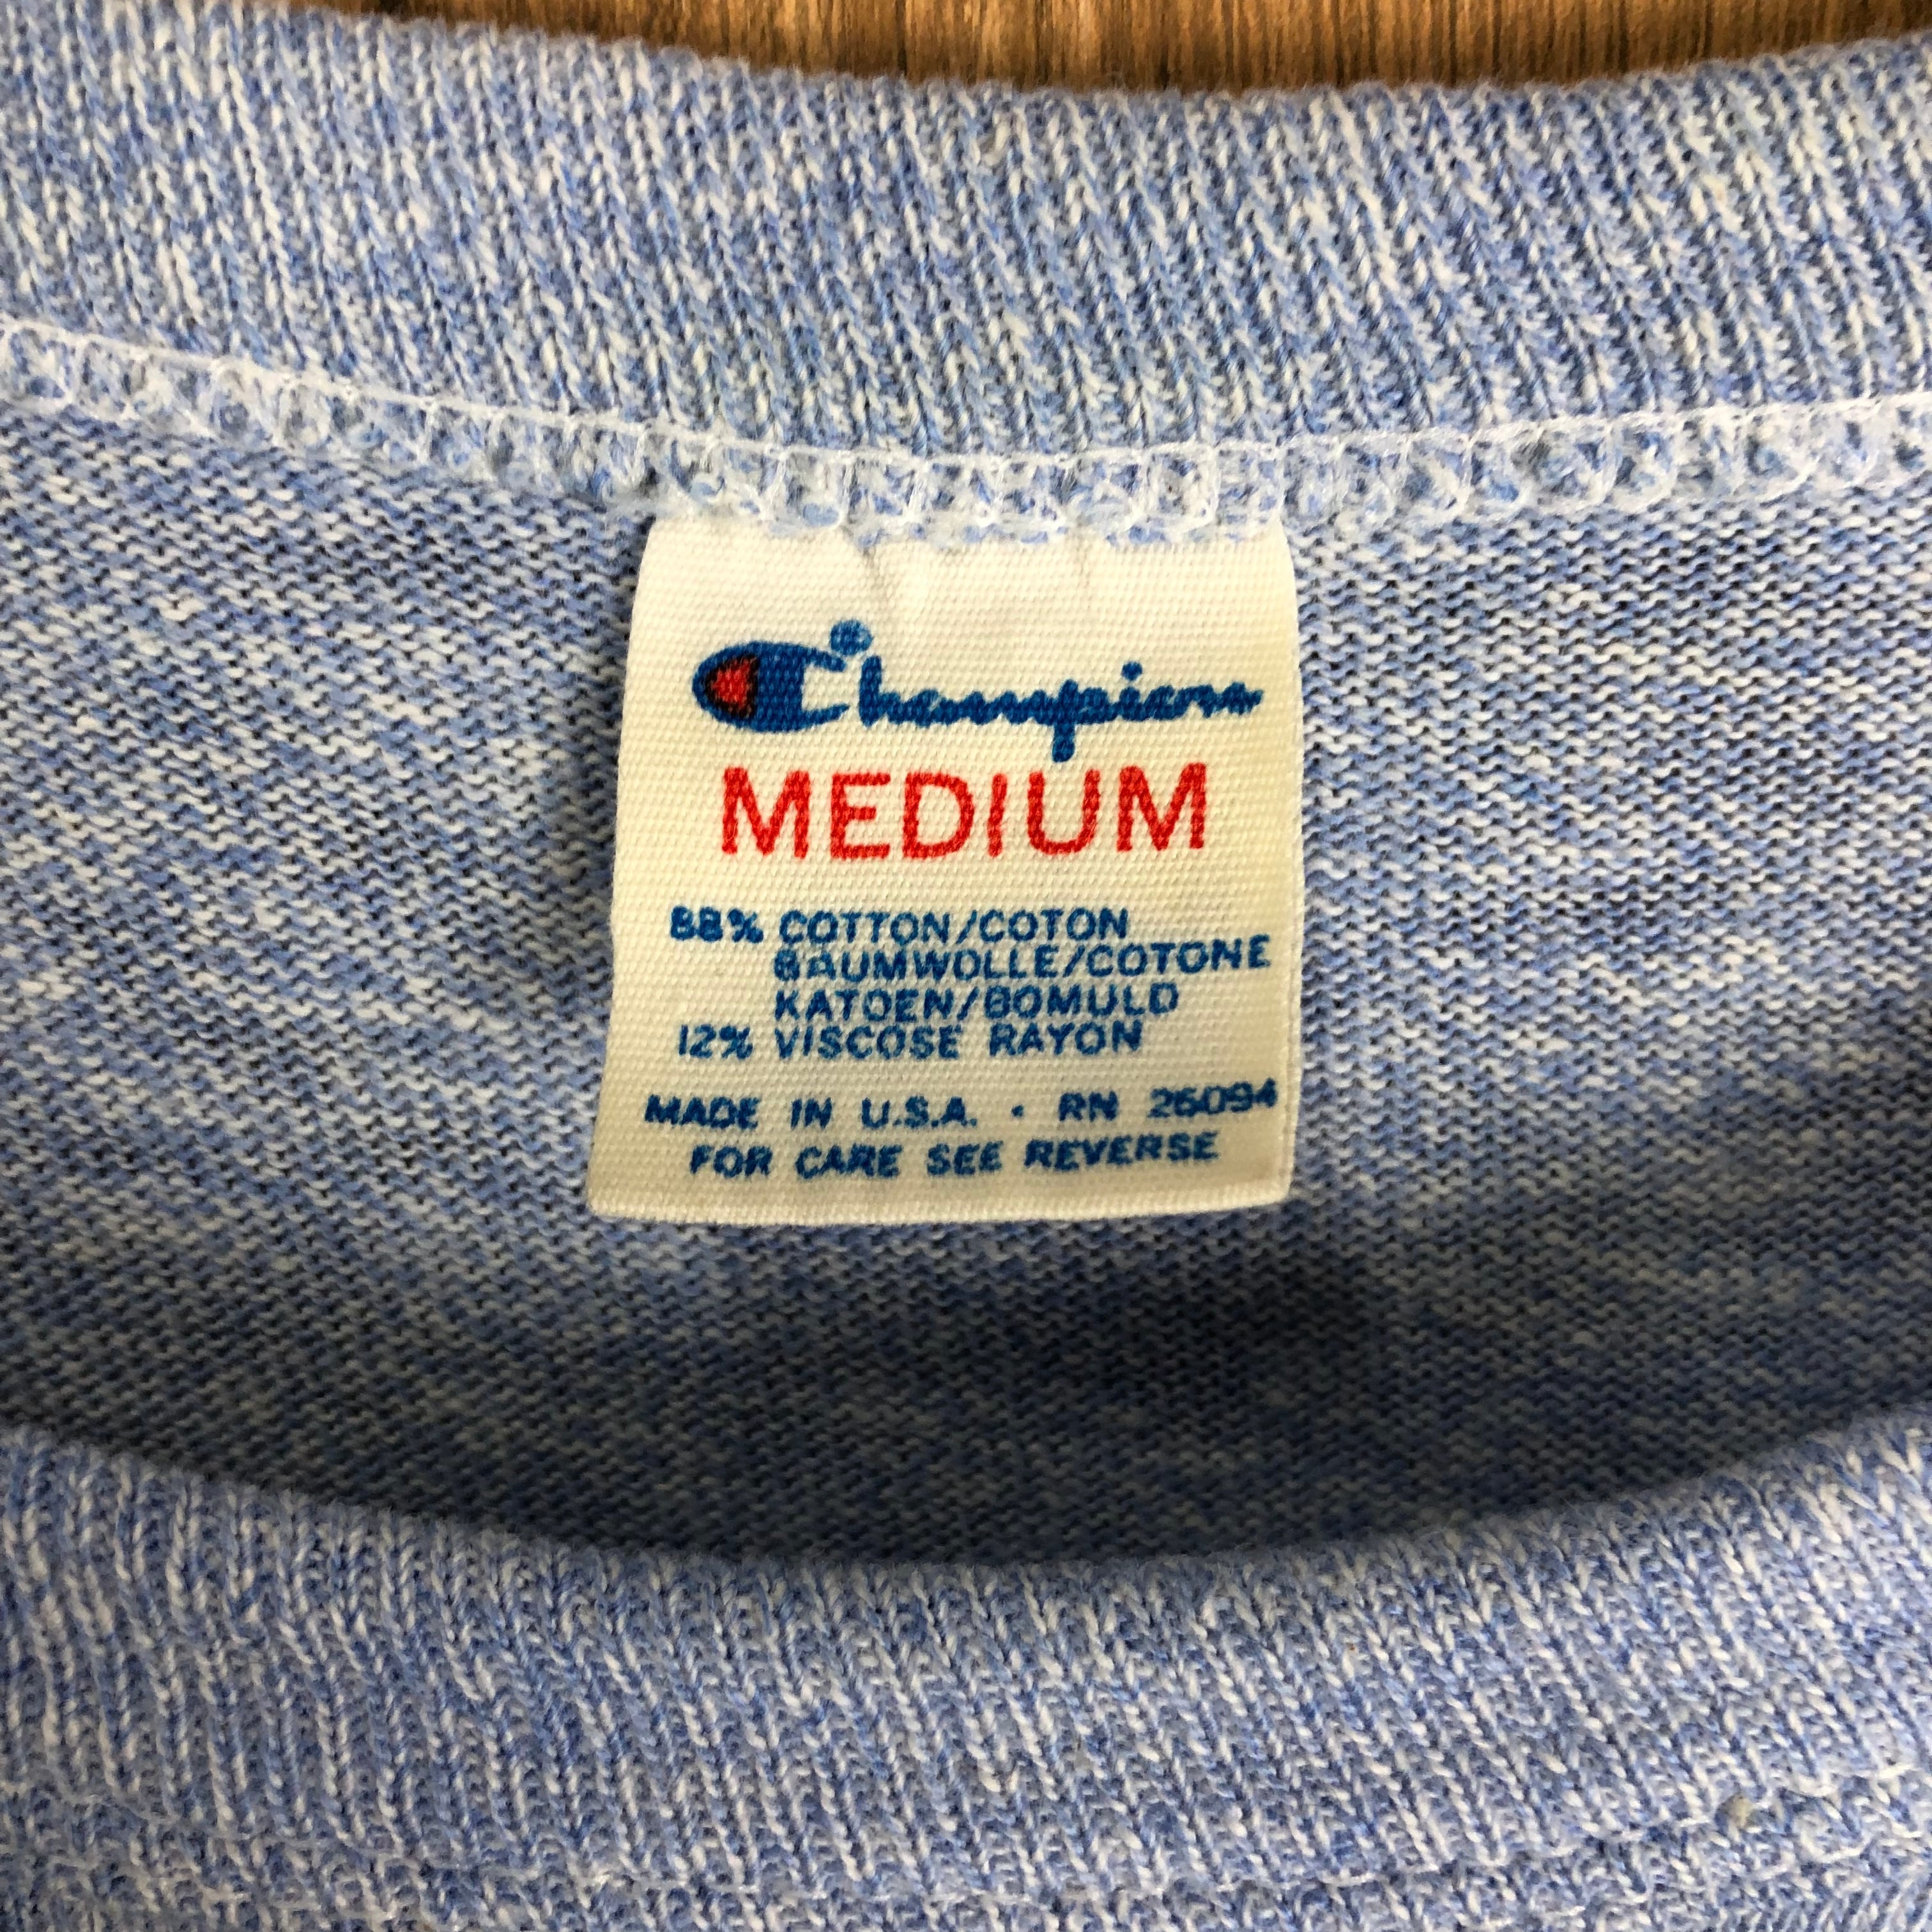 Champion
MEDIUM
88% COTTON/COTON
BAUMWOLLE/COTONE
KATOEN/BOMULD
12% VISCOSE RAYON
MADE IN U.S.A. • RN 26094
FOR CARE SEE REVERSE